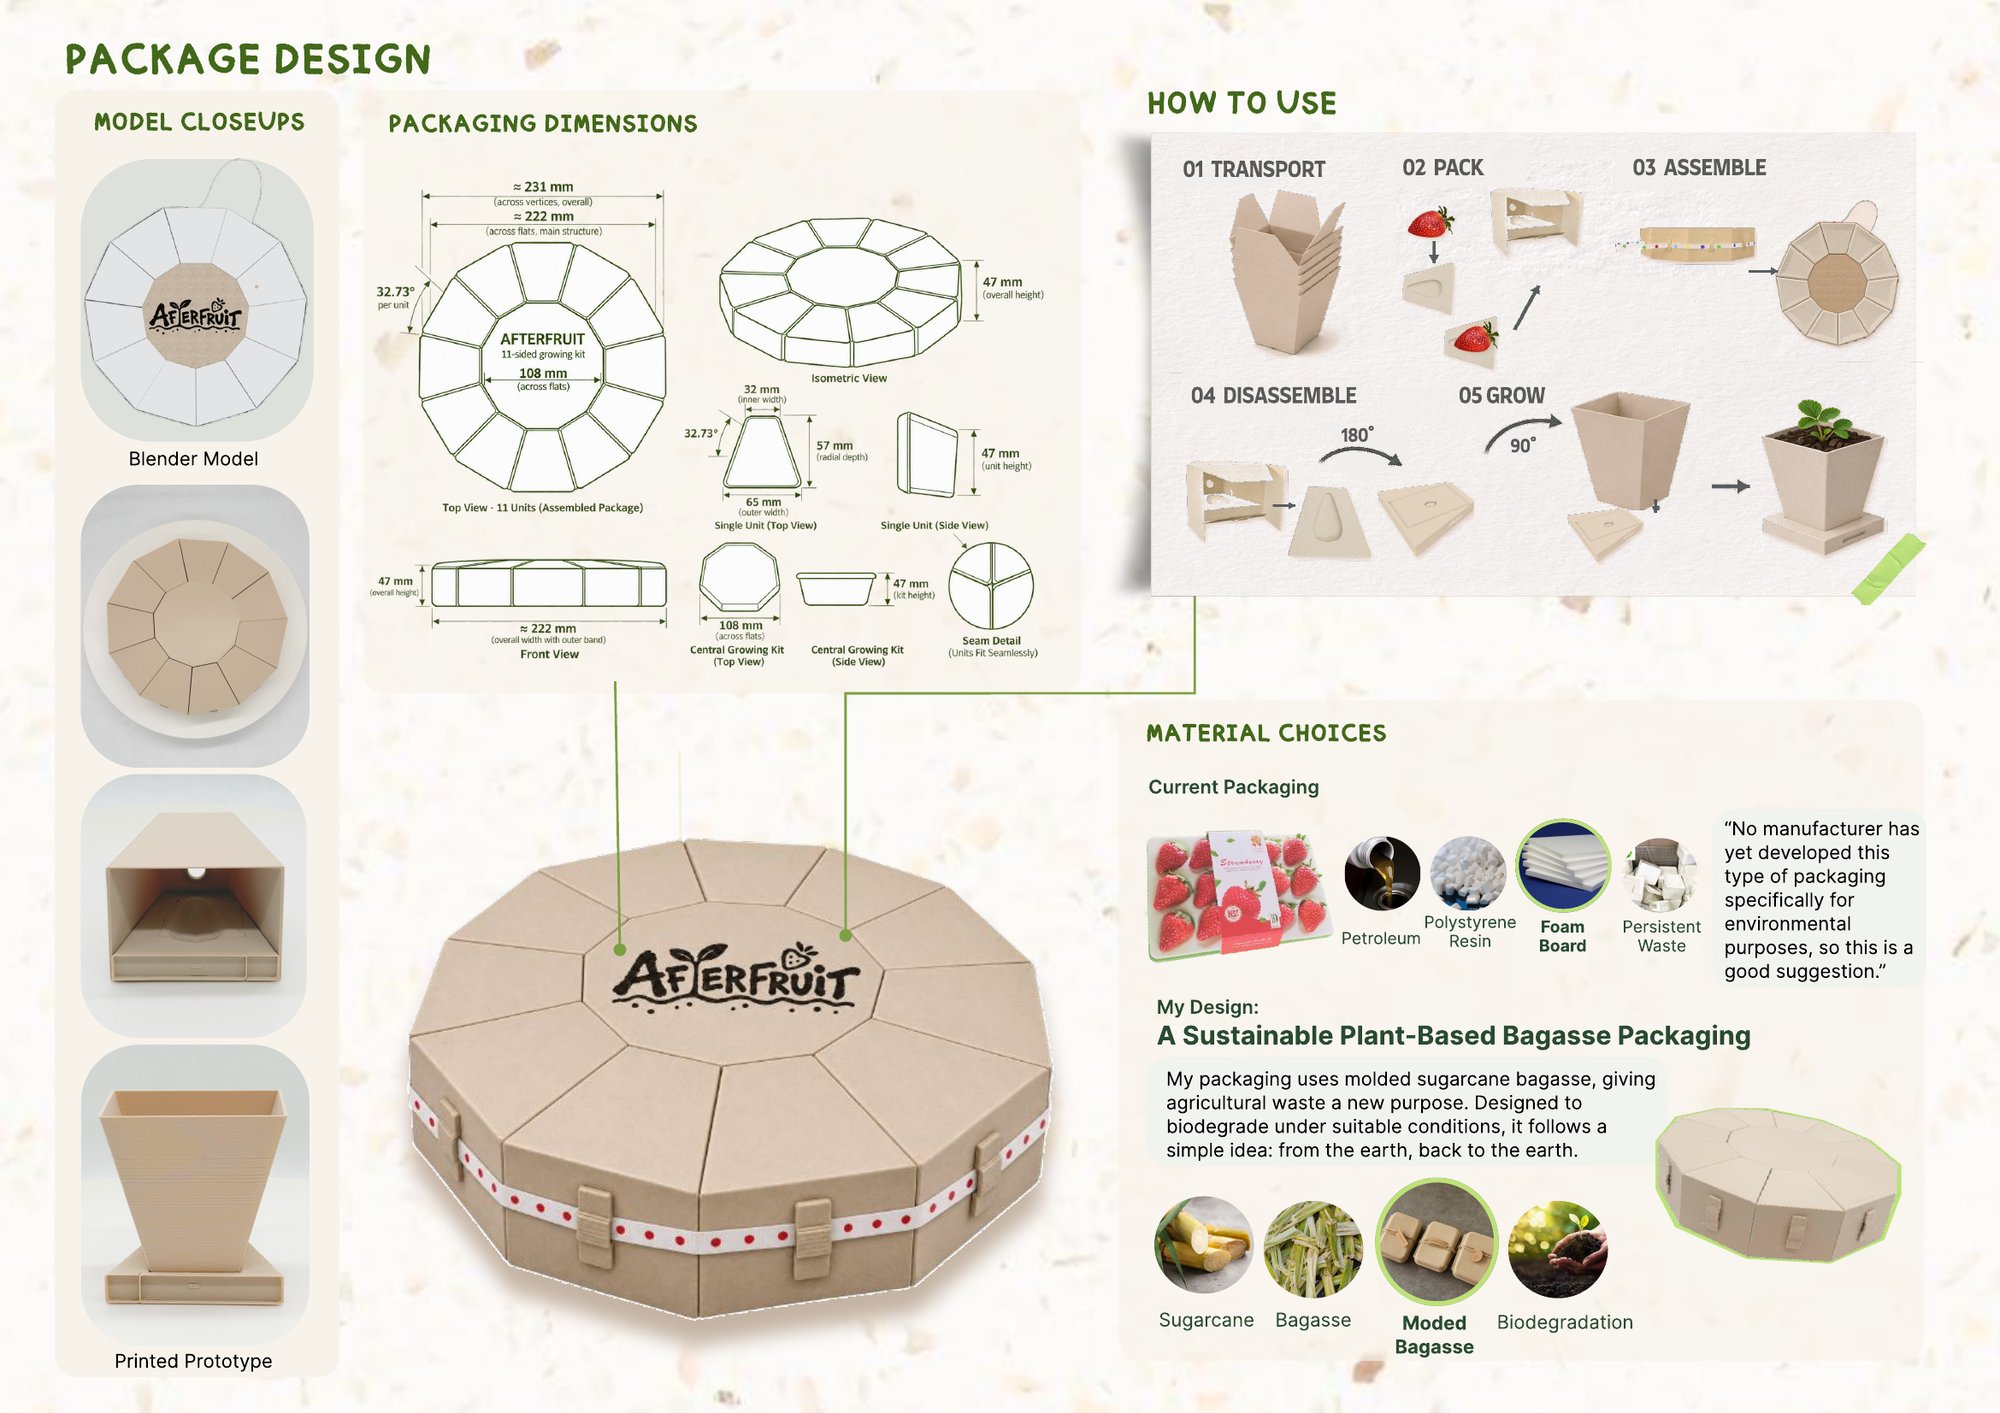 PACKAGE DESIGN
MODEL CLOSEUPS
AFTERFRUiT
Blender Model
Printed Prototype
PACKAGING DIMENSIONS
≈ 231 mm
(across vertices, overall)
≈ 222 mm
(across flats, main structure)
32.73°
per unit
AFTERFRUIT
11-sided growing kit
108 mm
(across flats)
Top View · 11 Units (Assembled Package)
47 mm
(overall height)
Isometric View
32 mm
(inner width)
32.73°
57 mm
(radial depth)
65 mm
(outer width)
Single Unit (Top View)
47 mm
(unit height)
Single Unit (Side View)
47 mm
(overall height)
≈ 222 mm
(overall width with outer band)
Front View
108 mm
(across flats)
Central Growing Kit
(Top View)
47 mm
(kit height)
Central Growing Kit
(Side View)
Seam Detail
(Units Fit Seamlessly)
AFTERFRUiT
HOW TO USE
01 TRANSPORT
02 PACK
03 ASSEMBLE
04 DISASSEMBLE
180°
05 GROW
90°
MATERIAL CHOICES
Current Packaging
Strawberry
Petroleum
Polystyrene
Resin
Foam
Board
Persistent
Waste
“No manufacturer has
yet developed this
type of packaging
specifically for
environmental
purposes, so this is a
good suggestion.”
My Design:
A Sustainable Plant-Based Bagasse Packaging
My packaging uses molded sugarcane bagasse, giving
agricultural waste a new purpose. Designed to
biodegrade under suitable conditions, it follows a
simple idea: from the earth, back to the earth.
Sugarcane
Bagasse
Moded
Bagasse
Biodegradation